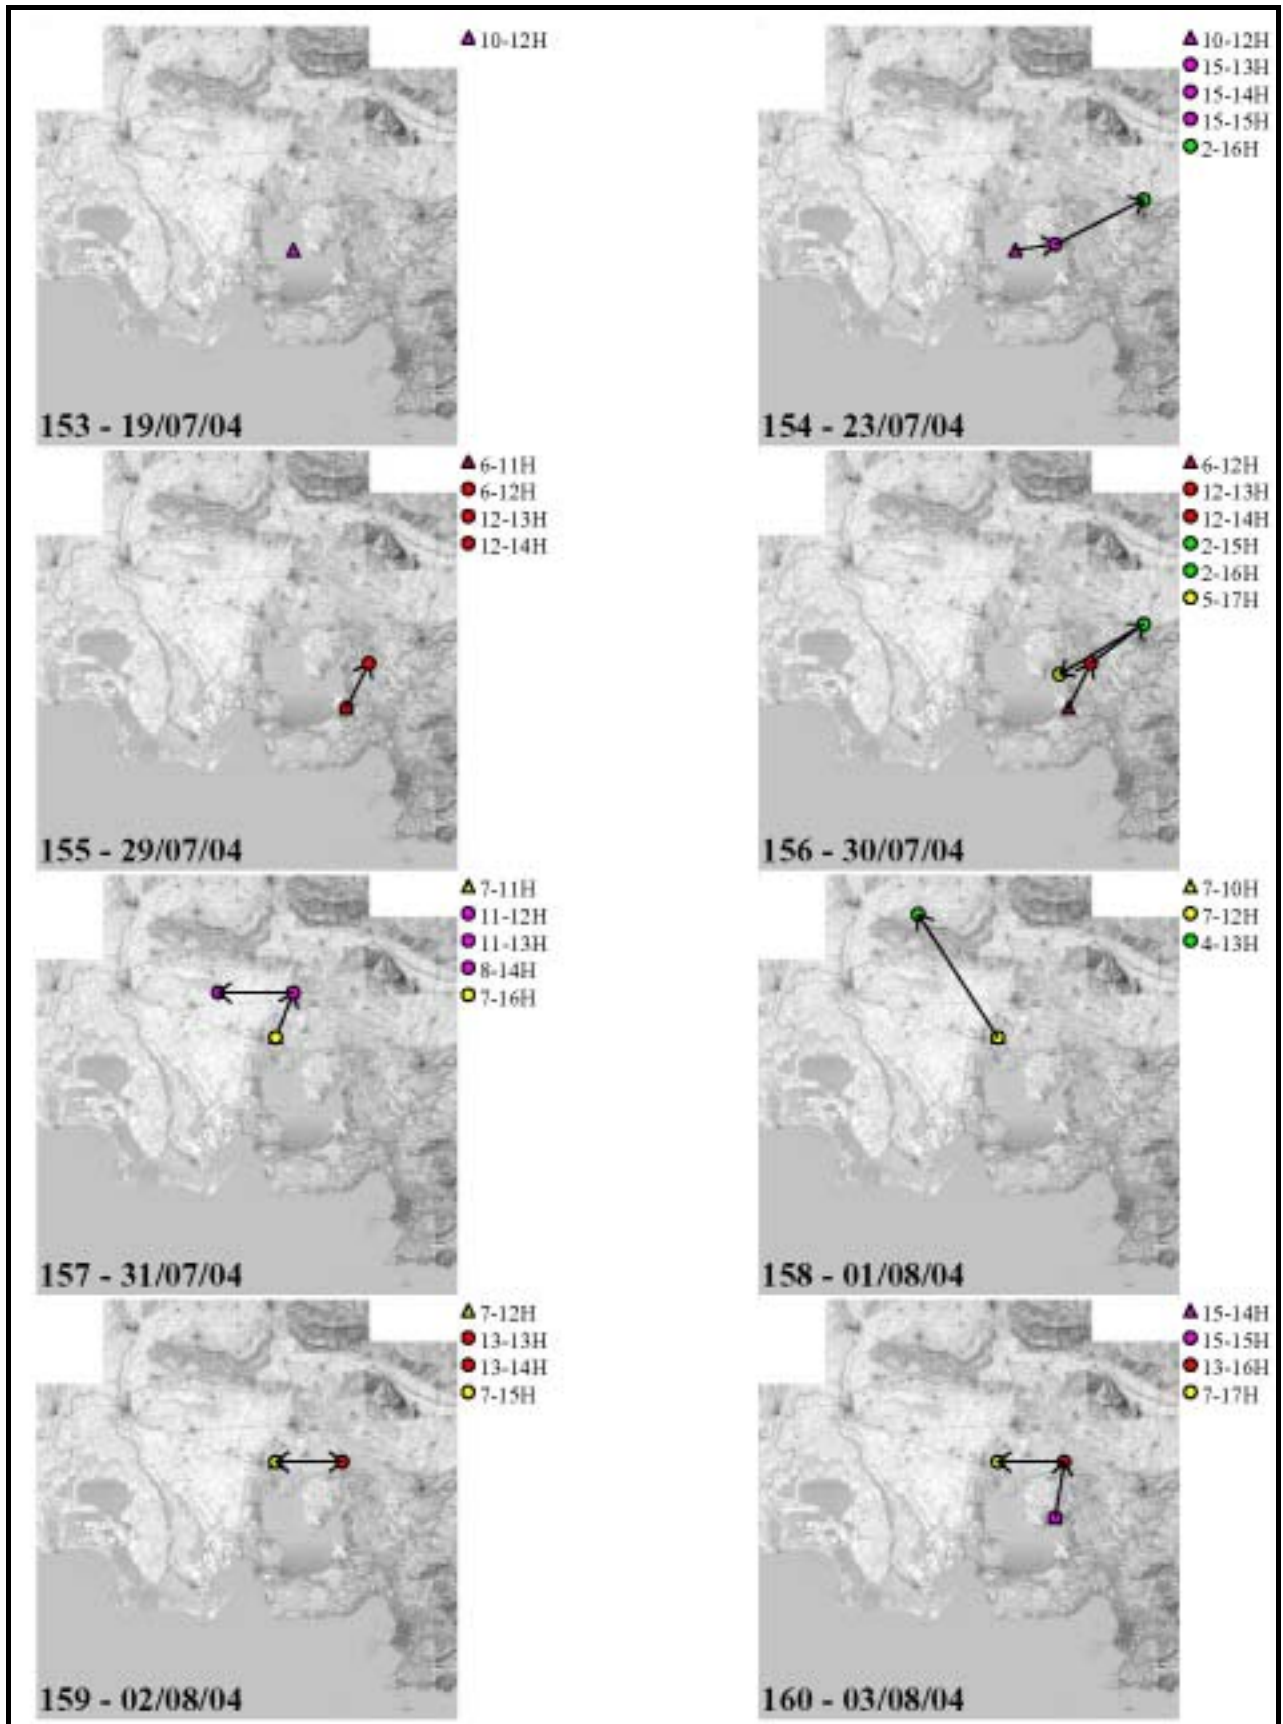 10-12H
153 - 19/07/04
10-12H
15-13H
15-14H
15-15H
2-16H
154 - 23/07/04
6-11H
6-12H
12-13H
12-14H
155 - 29/07/04
6-12H
12-13H
12-14H
2-15H
2-16H
5-17H
156 - 30/07/04
7-11H
11-12H
11-13H
8-14H
7-16H
157 - 31/07/04
7-10H
7-12H
4-13H
158 - 01/08/04
7-12H
13-13H
13-14H
7-15H
159 - 02/08/04
15-14H
15-15H
13-16H
7-17H
160 - 03/08/04